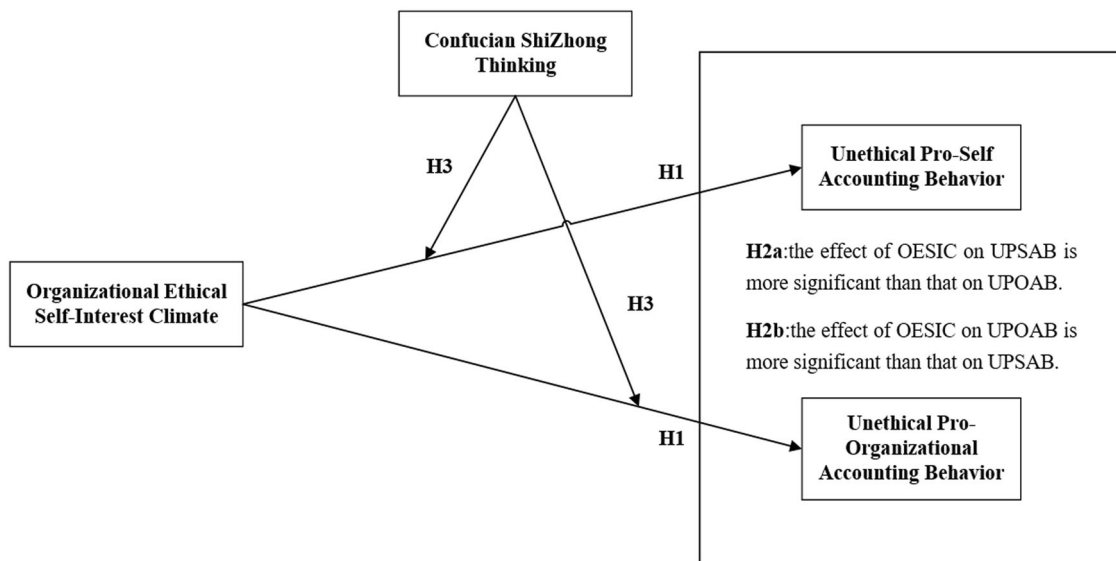 Confucian ShiZhong
Thinking
H3
H1
Unethical Pro-Self
Accounting Behavior
Organizational Ethical
Self-Interest Climate
H2a:the effect of OESIC on UPSAB is
more significant than that on UPOAB.
H3
H2b:the effect of OESIC on UPOAB is
more significant than that on UPSAB.
H1
Unethical Pro-
Organizational
Accounting Behavior